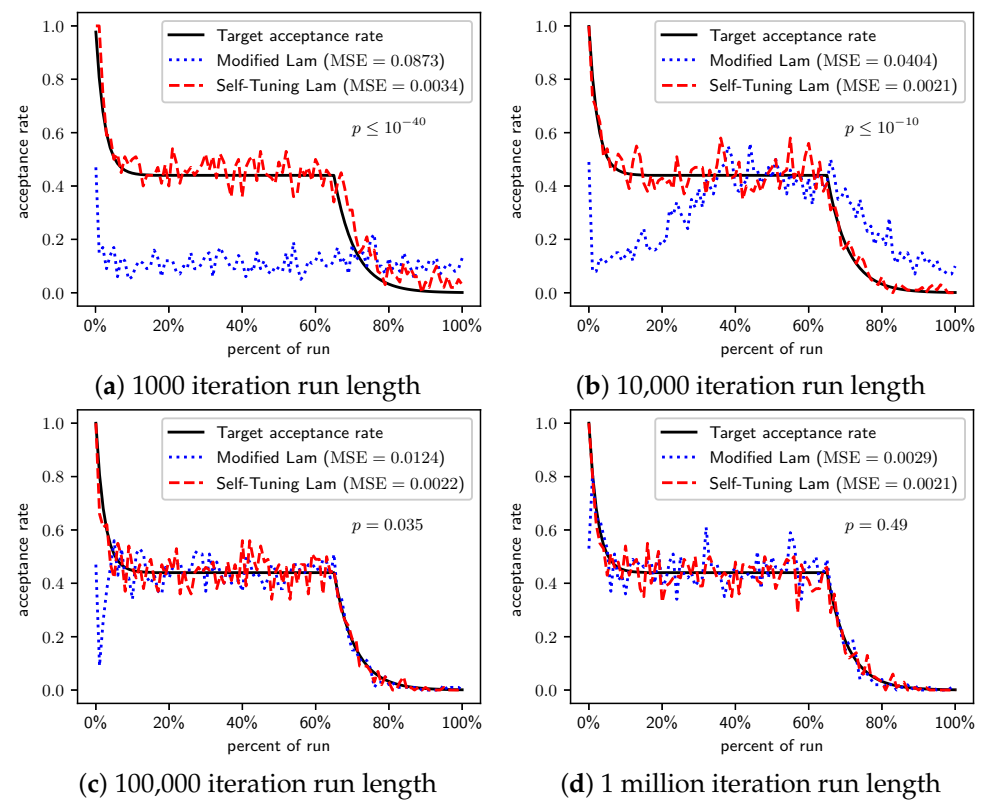 Target acceptance rate
Modified Lam (MSE = 0.0873)
Self-Tuning Lam (MSE = 0.0034)
p ≤ 10⁻⁴⁰
1.0
0.8
0.6
0.4
0.2
0.0
acceptance rate
0% 20% 40% 60% 80% 100%
percent of run
(a) 1000 iteration run length
Target acceptance rate
Modified Lam (MSE = 0.0404)
Self-Tuning Lam (MSE = 0.0021)
p ≤ 10⁻¹⁰
1.0
0.8
0.6
0.4
0.2
0.0
acceptance rate
0% 20% 40% 60% 80% 100%
percent of run
(b) 10,000 iteration run length
Target acceptance rate
Modified Lam (MSE = 0.0124)
Self-Tuning Lam (MSE = 0.0022)
p = 0.035
1.0
0.8
0.6
0.4
0.2
0.0
acceptance rate
0% 20% 40% 60% 80% 100%
percent of run
(c) 100,000 iteration run length
Target acceptance rate
Modified Lam (MSE = 0.0029)
Self-Tuning Lam (MSE = 0.0021)
p = 0.49
1.0
0.8
0.6
0.4
0.2
0.0
acceptance rate
0% 20% 40% 60% 80% 100%
percent of run
(d) 1 million iteration run length